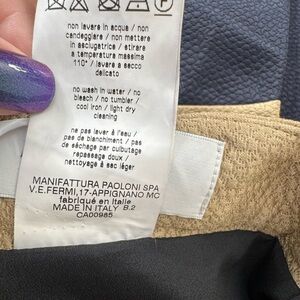 non lavare in acqua / non
candeggiare / non mettere
in asciugatrice / stirare
a temperatura massima
110° / lavare a secco
delicato
no wash in water / no
bleach / no tumbler /
cool iron / light dry
cleaning
ne pas laver à l'eau /
pas de blanchiment / pas
de séchage par culbutage
repassage doux /
nettoyage à sec léger
MANIFATTURA PAOLONI SPA
V.E.FERMI,17-APPIGNANO MC
fabriqué en Italie
MADE IN ITALY B.2
CA00985